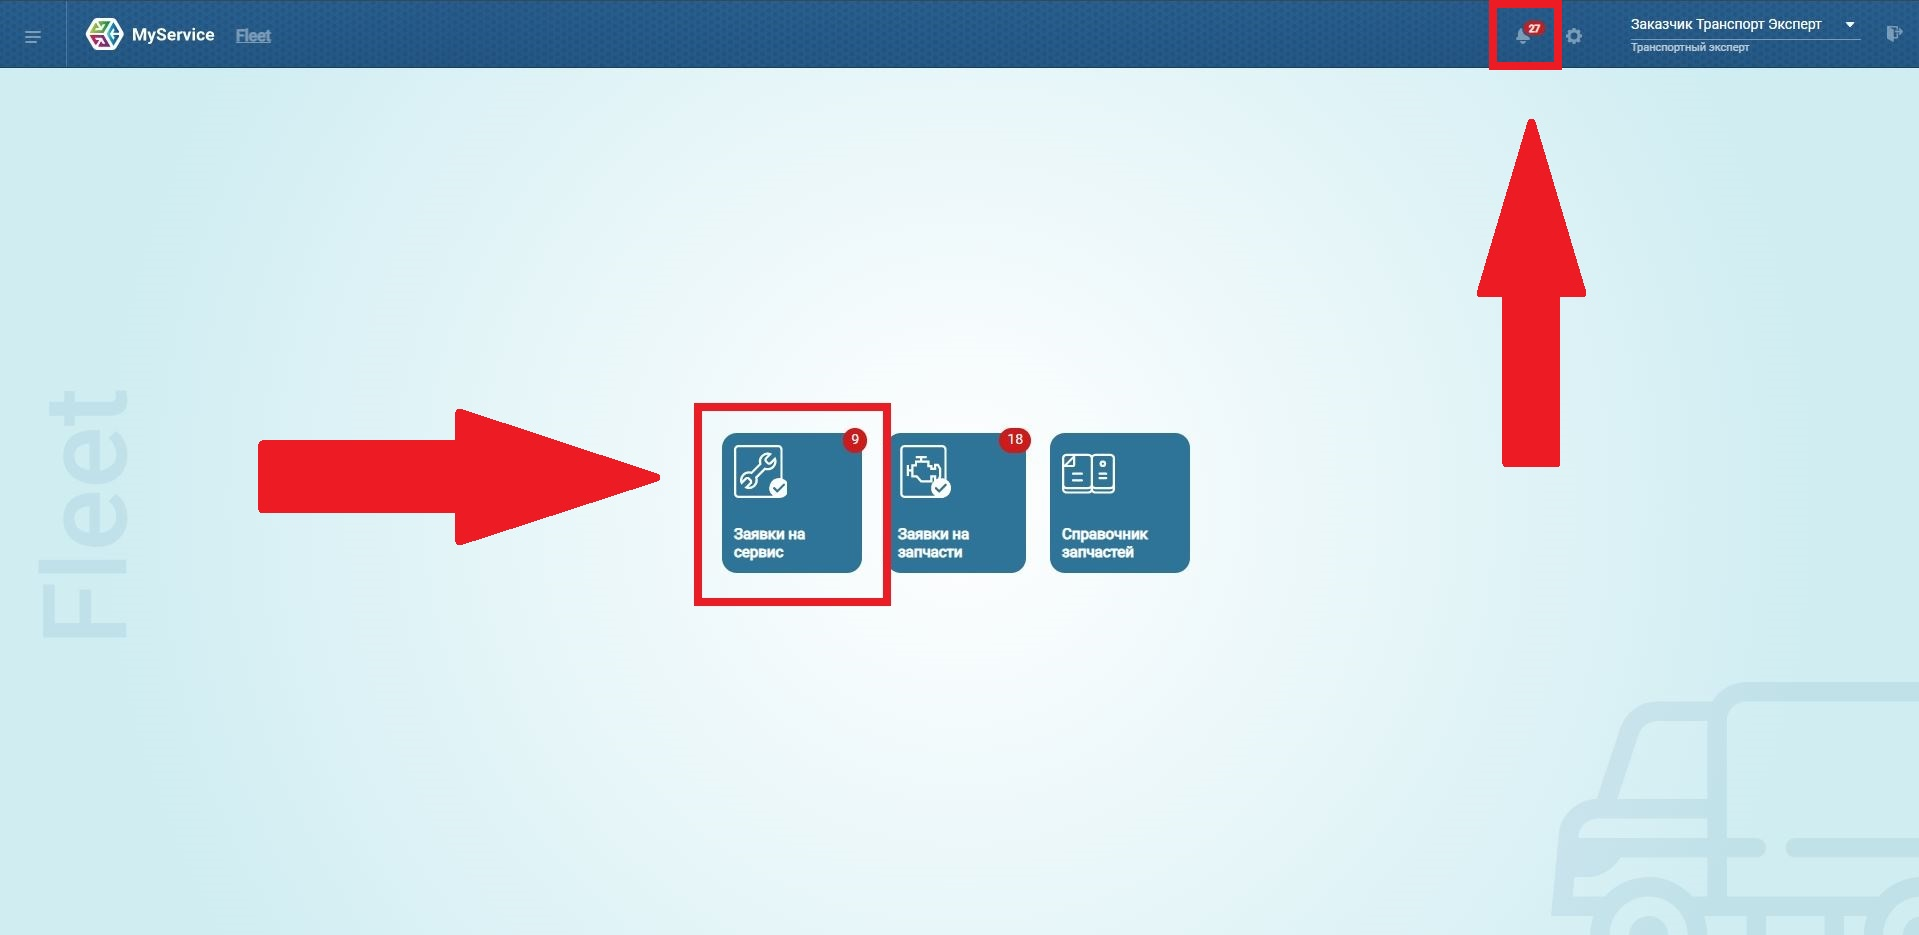 MyService
Fleet
27
Заказчик Транспорт Эксперт
Транспортный эксперт
Fleet
9
Заявки на
сервис
18
Заявки на
запчасти
Справочник
запчастей